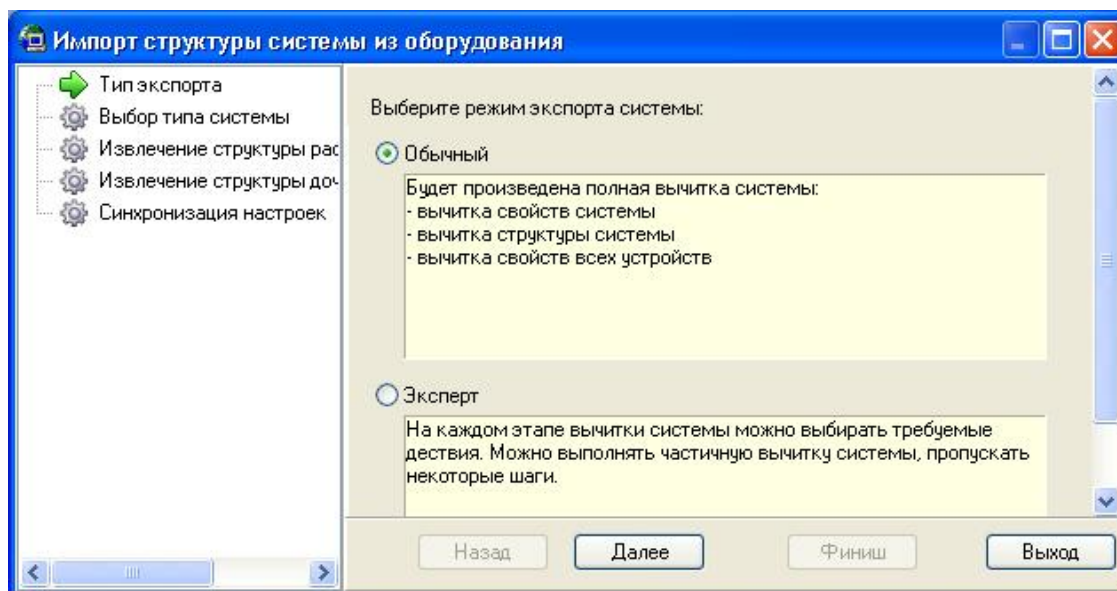 Импорт структуры системы из оборудования
Тип экспорта
Выбор типа системы
Извлечение структуры рас
Извлечение структуры доч
Синхронизация настроек
Выберите режим экспорта системы:
Обычный
Будет произведена полная вычитка системы:
- вычитка свойств системы
- вычитка структуры системы
- вычитка свойств всех устройств
Эксперт
На каждом этапе вычитки системы можно выбирать требуемые
дествия. Можно выполнять частичную вычитку системы, пропускать
некоторые шаги.
Назад Далее Финиш Выход